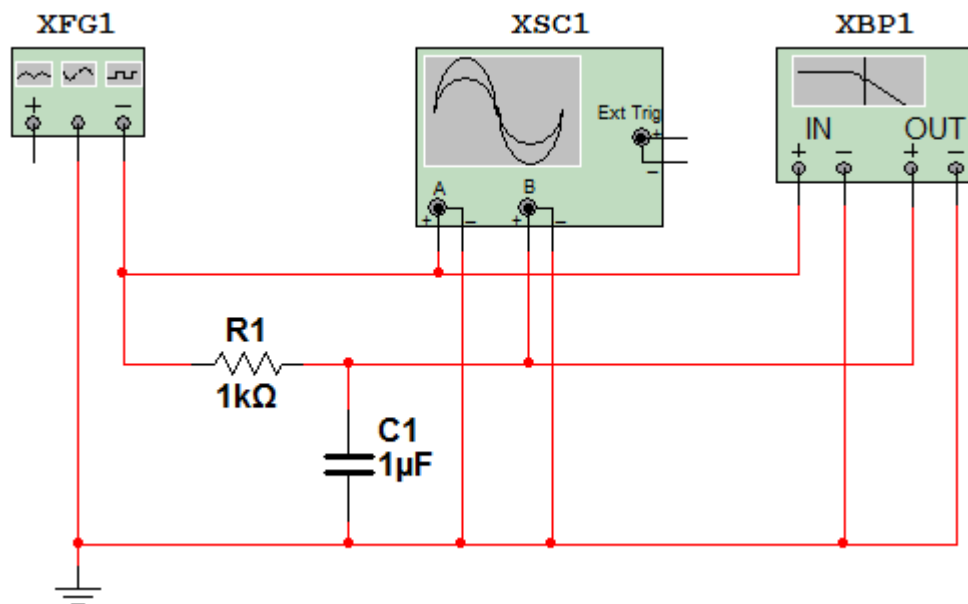 XFG1
XSC1
XBP1
+ −
Ext Trig
+
−
IN OUT
+ − + −
A
B
+ − + −
R1
1kΩ
C1
1µF